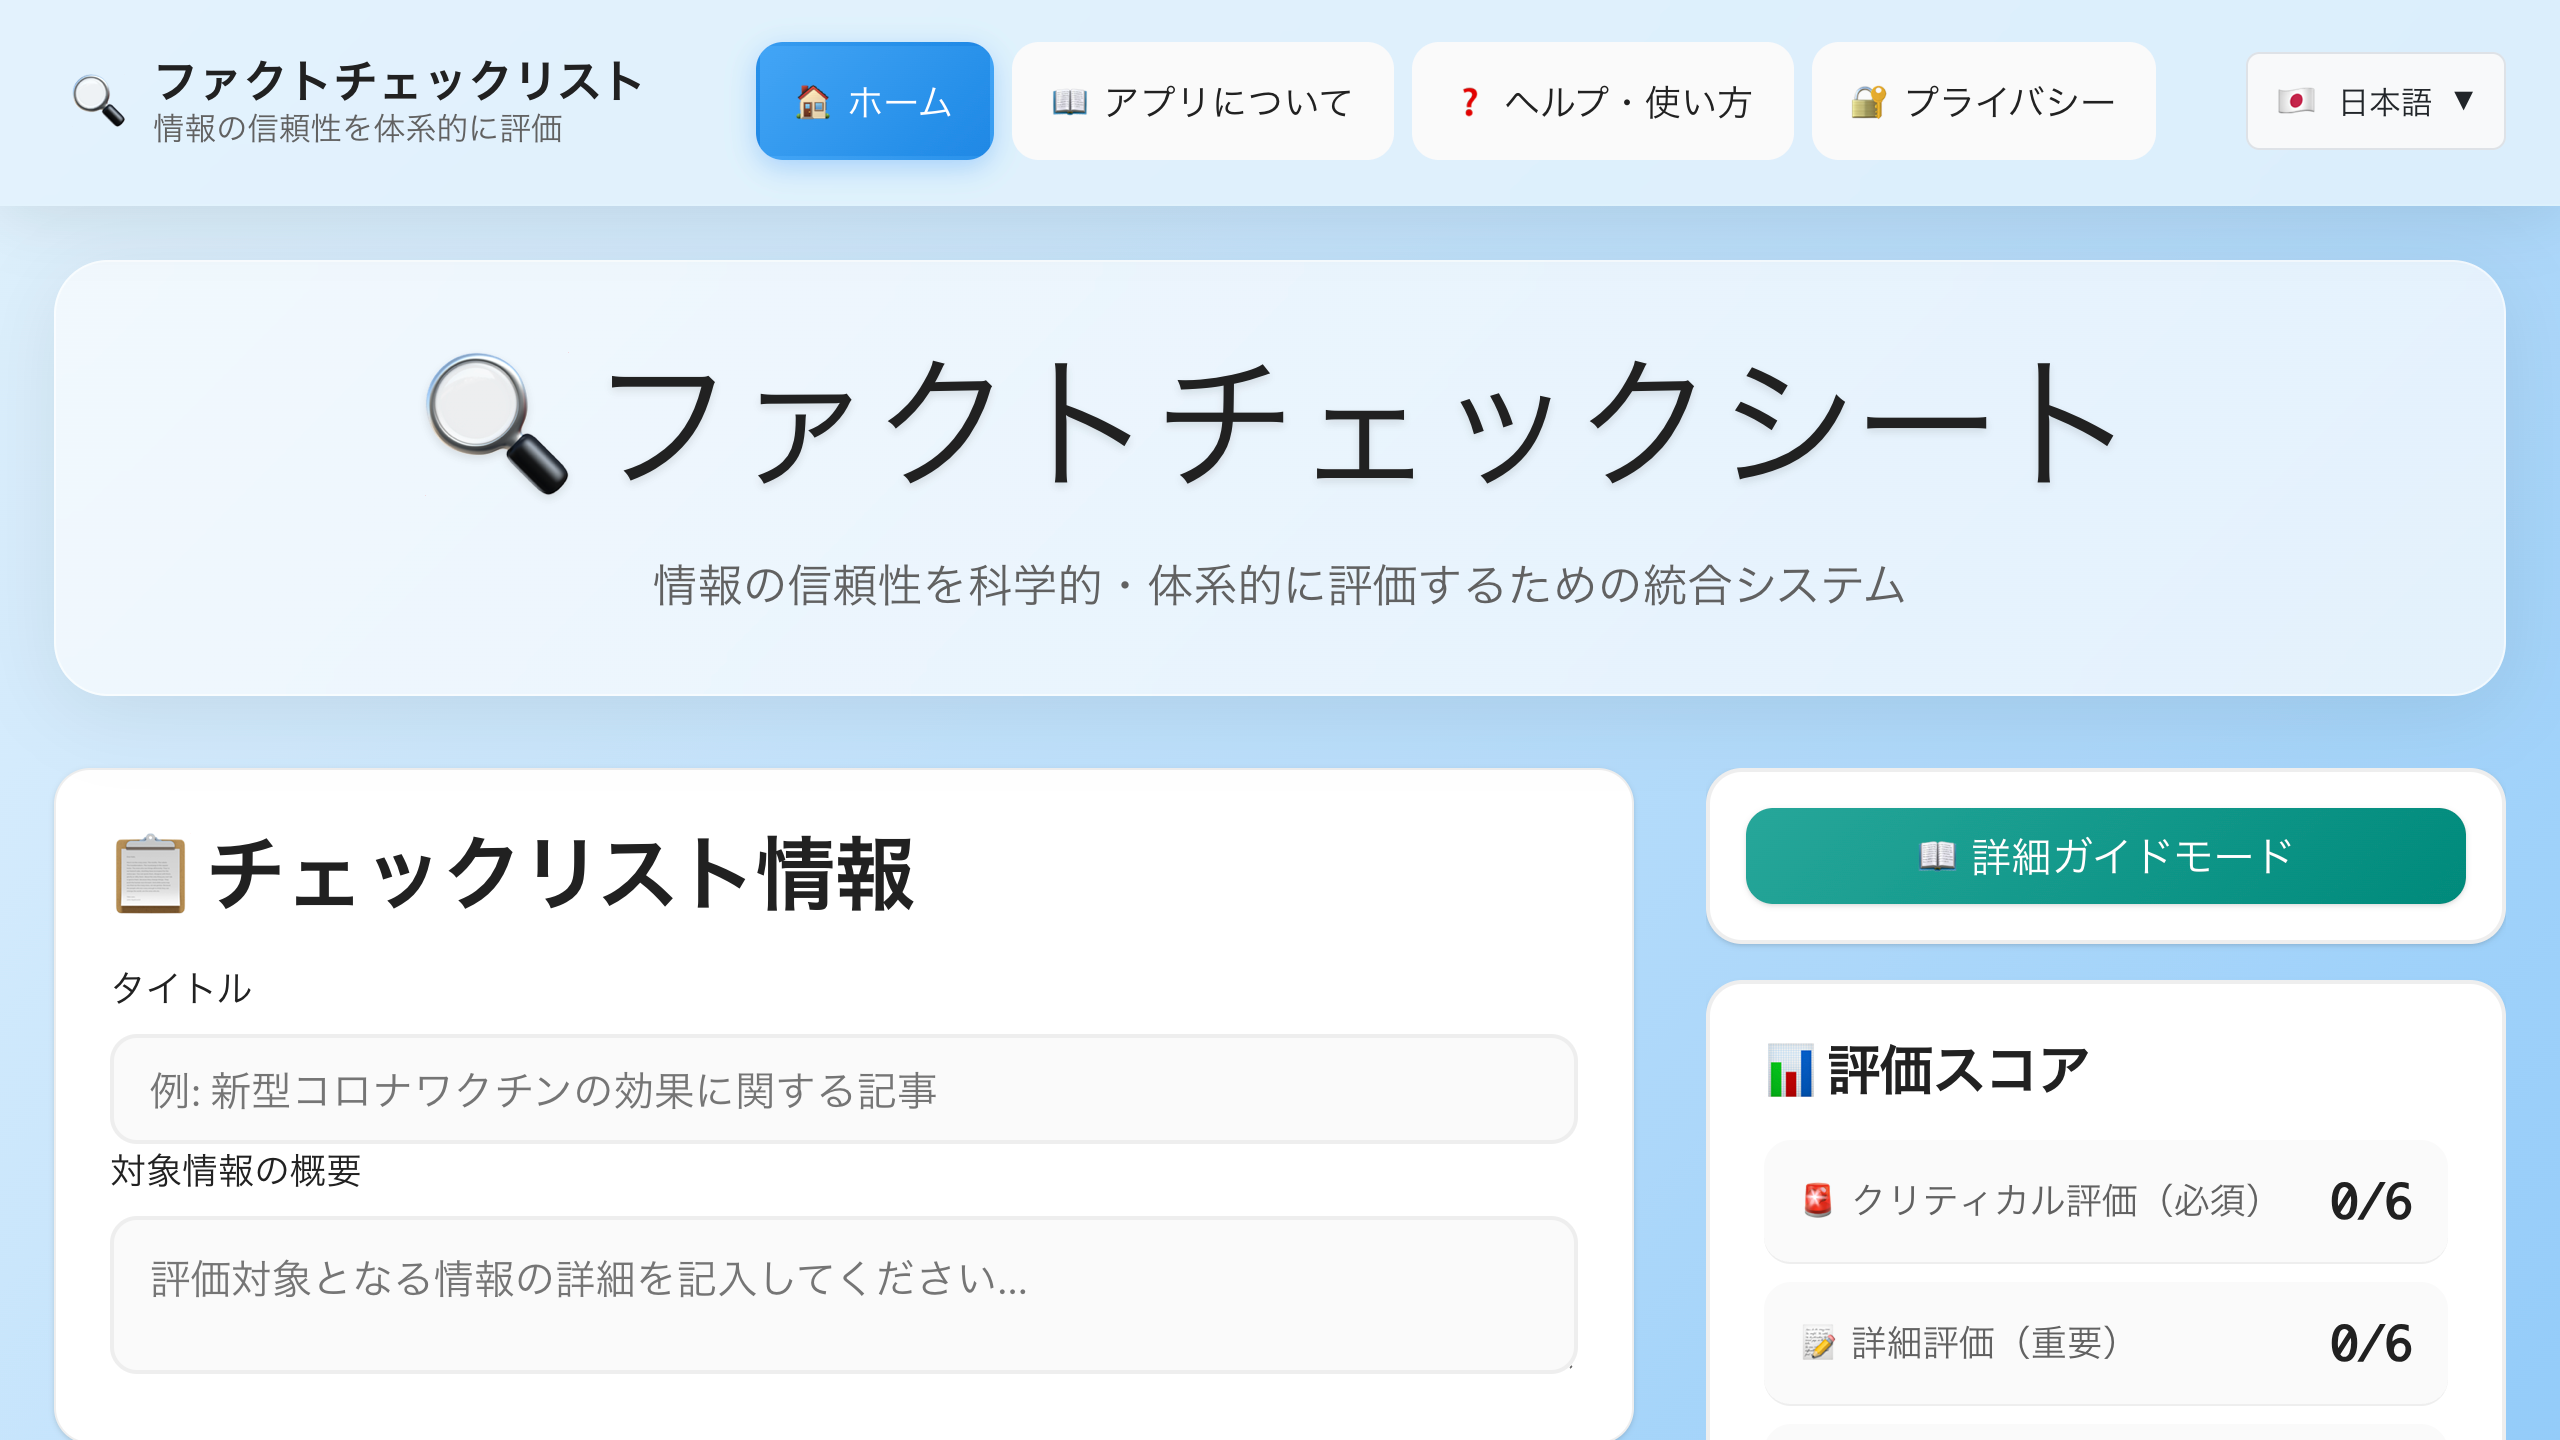 ファクトチェックリスト
情報の信頼性を体系的に評価
ホーム
アプリについて
ヘルプ・使い方
プライバシー
日本語 ▼
ファクトチェックシート
情報の信頼性を科学的・体系的に評価するための統合システム
チェックリスト情報
タイトル
例: 新型コロナワクチンの効果に関する記事
対象情報の概要
評価対象となる情報の詳細を記入してください...
詳細ガイドモード
評価スコア
クリティカル評価（必須） 0/6
詳細評価（重要） 0/6